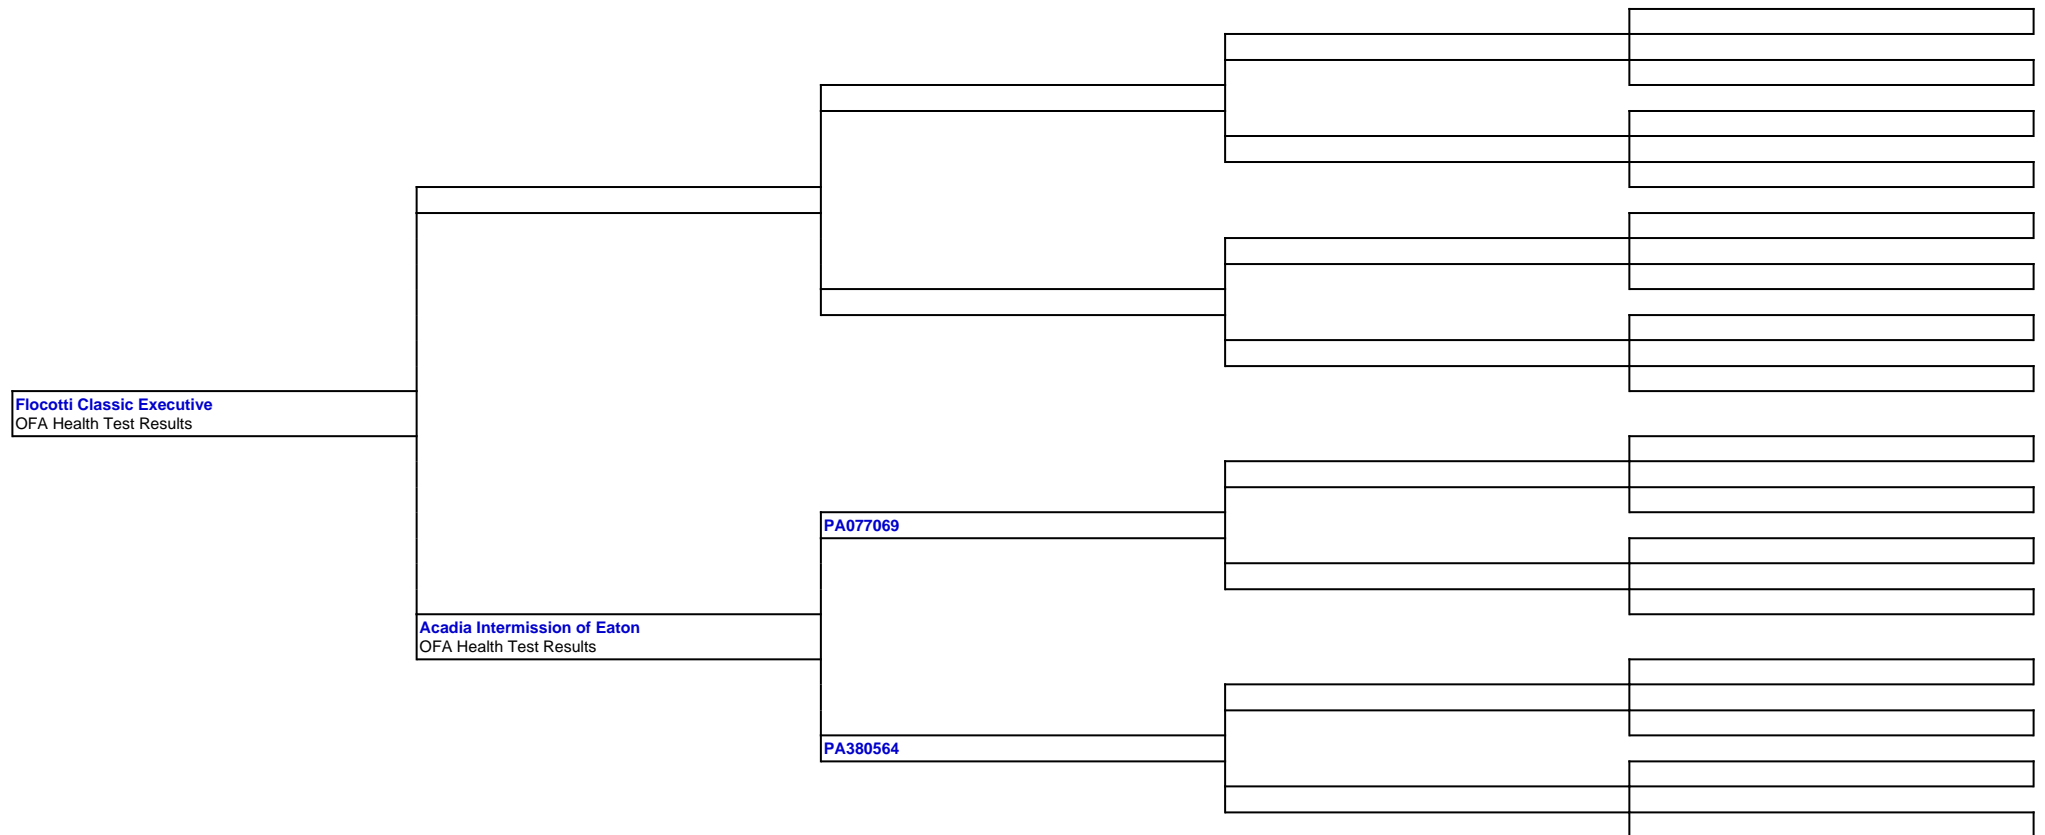 Flocotti Classic Executive
OFA Health Test Results
PA077069
Acadia Intermission of Eaton
OFA Health Test Results
PA380564